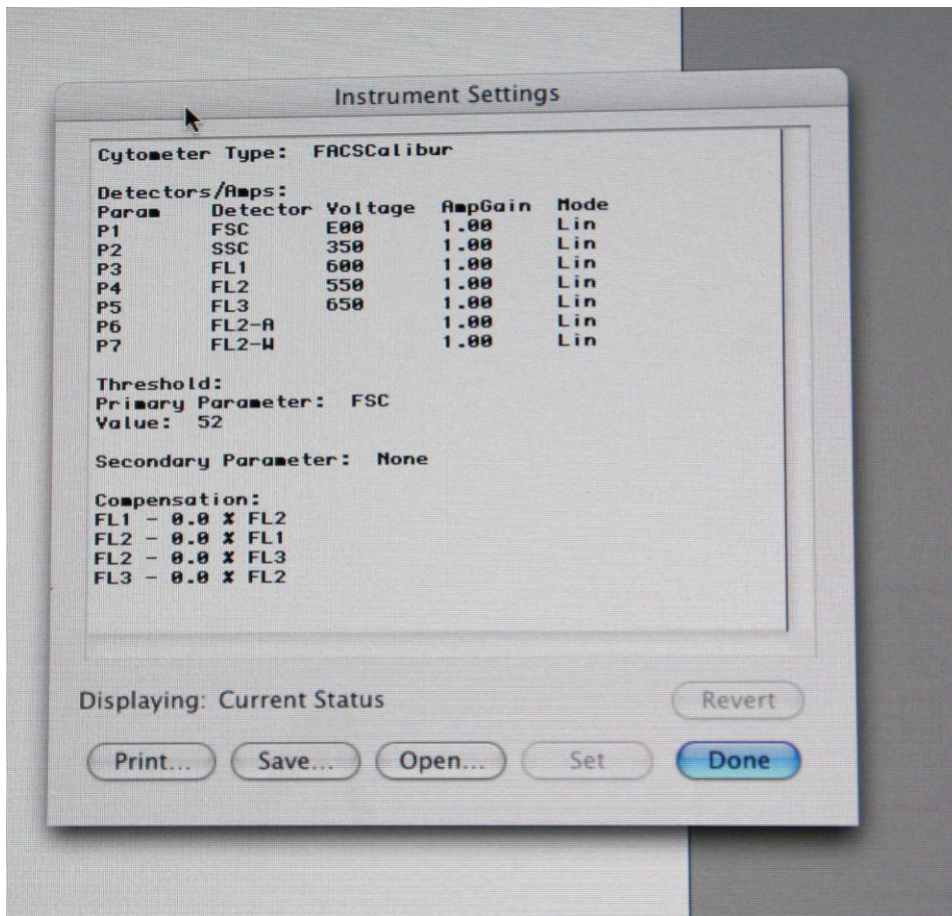 Instrument Settings
Cytometer Type: FACSCalibur
Detectors/Amps:
Param Detector Voltage AmpGain Mode
P1 FSC E00 1.00 Lin
P2 SSC 350 1.00 Lin
P3 FL1 600 1.00 Lin
P4 FL2 550 1.00 Lin
P5 FL3 650 1.00 Lin
P6 FL2-A 1.00 Lin
P7 FL2-W 1.00 Lin
Threshold:
Primary Parameter: FSC
Value: 52
Secondary Parameter: None
Compensation:
FL1 - 0.0 % FL2
FL2 - 0.0 % FL1
FL2 - 0.0 % FL3
FL3 - 0.0 % FL2
Displaying: Current Status
Revert
Print... Save... Open... Set Done